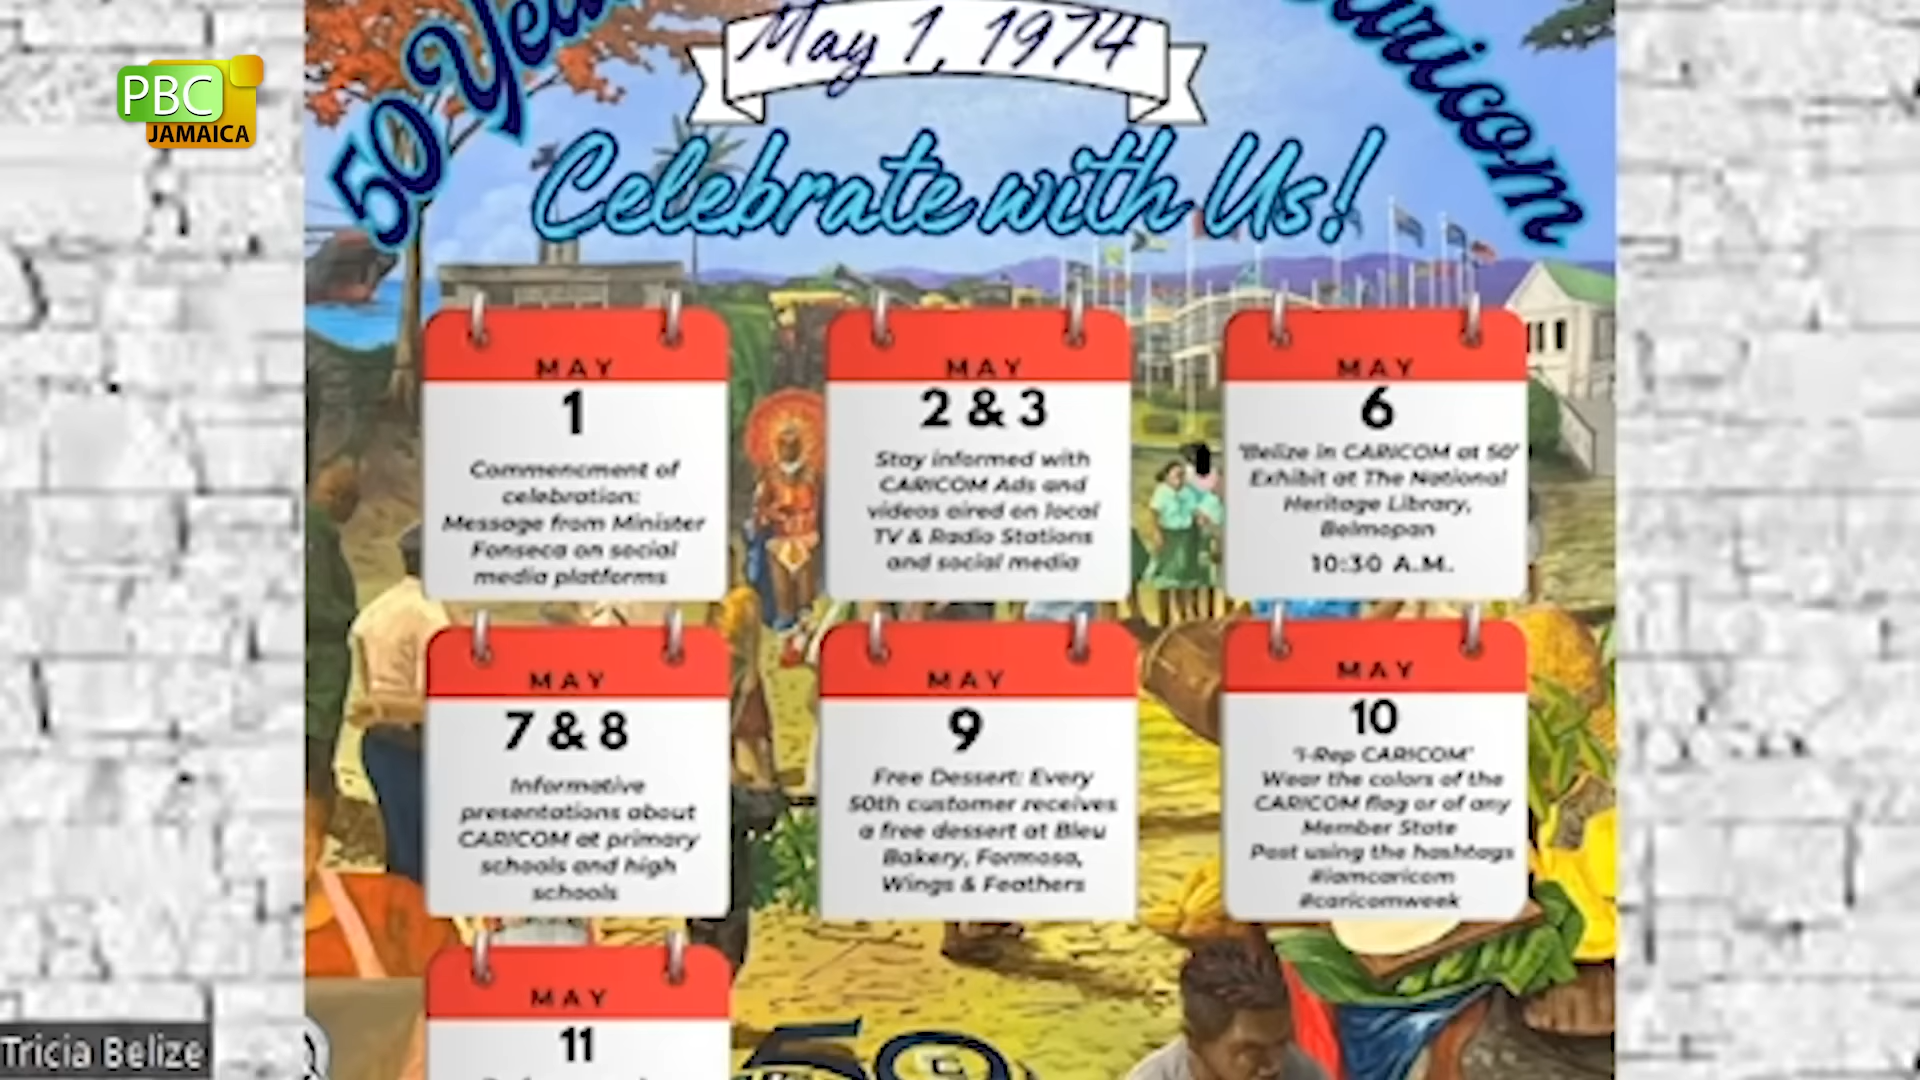 PBC
JAMAICA
50 Yea
May 1, 1974
aricom
Celebrate with Us!
MAY
1
Commencment of
celebration:
Message from Minister
Fonseca on social
media platforms
MAY
2 & 3
Stay informed with
CARICOM Ads and
videos aired on local
TV & Radio Stations
and social media
MAY
6
'Belize in CARICOM at 50'
Exhibit at The National
Heritage Library,
Belmopan
10:30 A.M.
MAY
7 & 8
Informative
presentations about
CARICOM at primary
schools and high
schools
MAY
9
Free Dessert: Every
50th customer receives
a free dessert at Bleu
Bakery, Formosa,
Wings & Feathers
MAY
10
'I-Rep CARICOM'
Wear the colors of the
CARICOM flag or of any
Member State
Post using the hashtags
#iamcaricom
#caricomweek
MAY
11
50
Tricia Belize